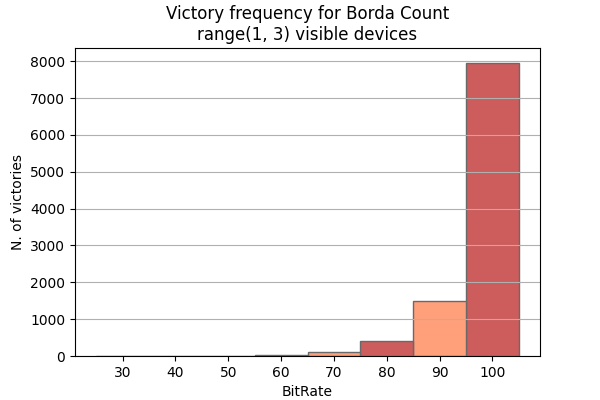 Victory frequency for Borda Count
range(1, 3) visible devices
8000
7000
6000
5000
4000
3000
2000
1000
0
N. of victories
30 40 50 60 70 80 90 100
BitRate